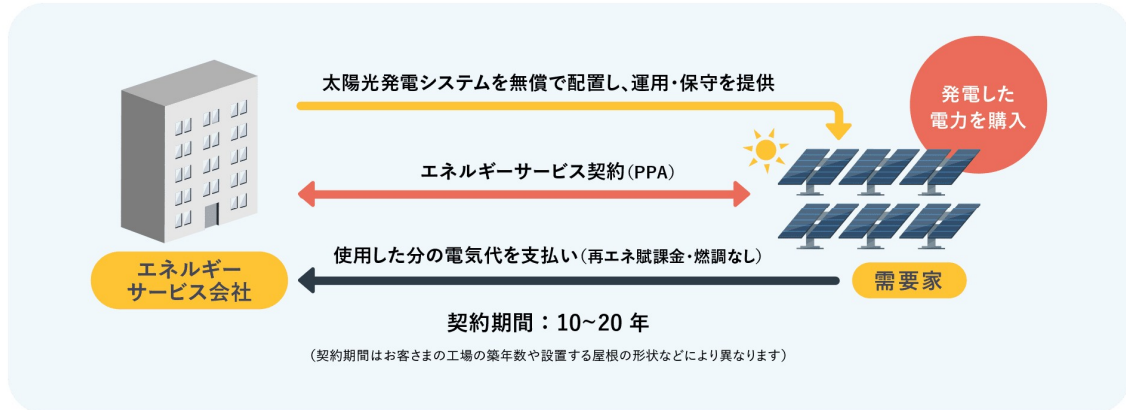 太陽光発電システムを無償で配置し、運用・保守を提供
発電した
電力を購入
エネルギーサービス契約(PPA)
使用した分の電気代を支払い(再エネ賦課金・燃調なし)
エネルギー
サービス会社
需要家
契約期間：10~20 年
(契約期間はお客さまの工場の築年数や設置する屋根の形状などにより異なります)